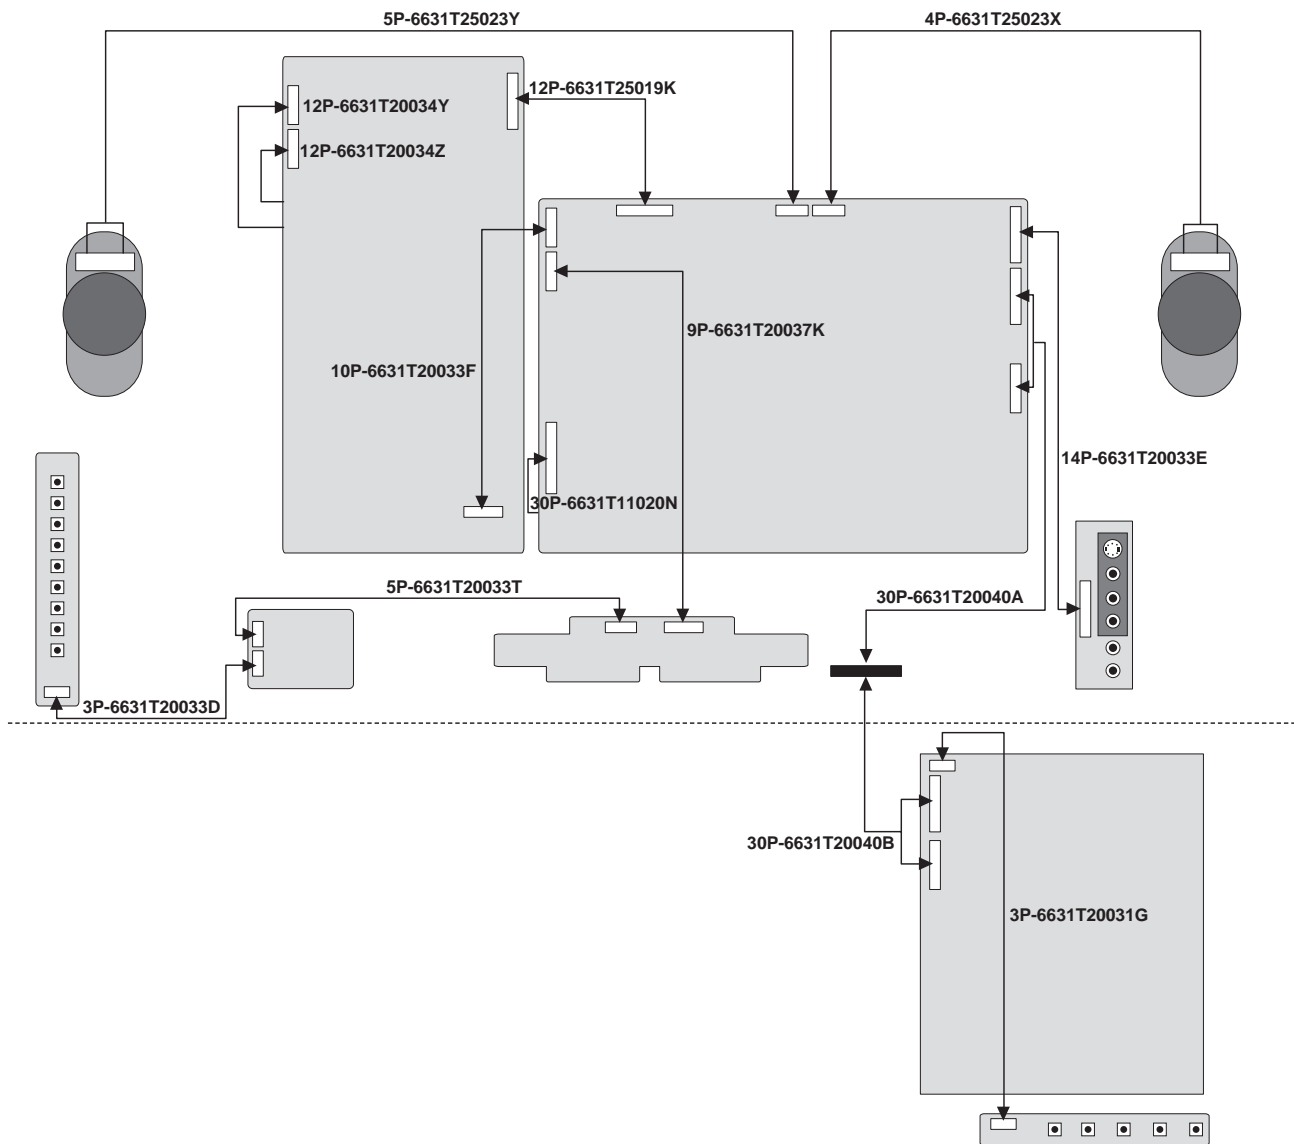 5P-6631T25023Y
4P-6631T25023X
12P-6631T25019K
12P-6631T20034Y
12P-6631T20034Z
9P-6631T20037K
10P-6631T20033F
14P-6631T20033E
30P-6631T11020N
5P-6631T20033T
30P-6631T20040A
3P-6631T20033D
30P-6631T20040B
3P-6631T20031G